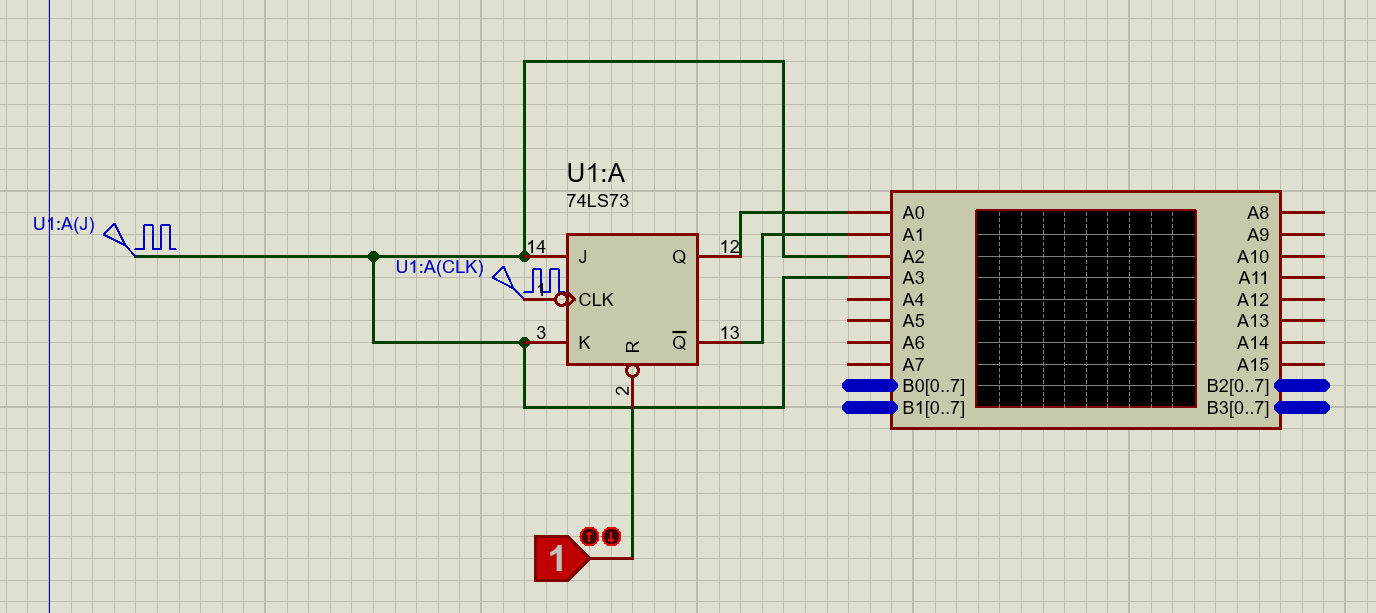 U1:A
74LS73
U1:A(J)
14
J
Q
12
U1:A(CLK)
1
CLK
3
K
R
Q
13
2
1
A0
A1
A2
A3
A4
A5
A6
A7
B0[0..7]
B1[0..7]
A8
A9
A10
A11
A12
A13
A14
A15
B2[0..7]
B3[0..7]